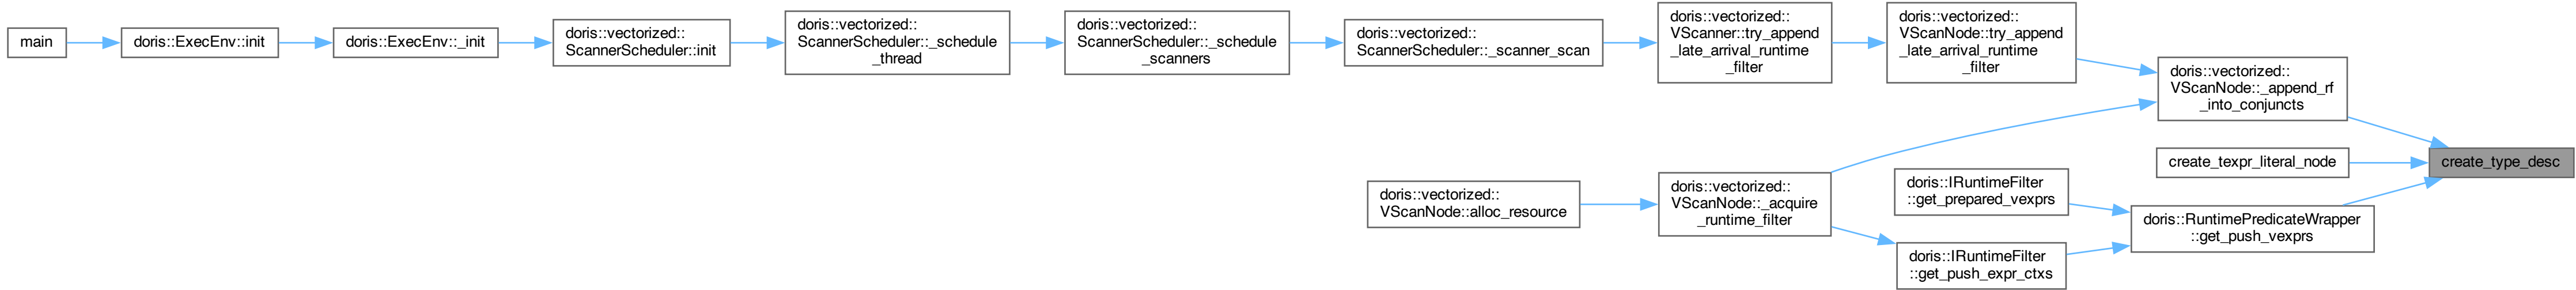 main
doris::ExecEnv::init
doris::ExecEnv::_init
doris::vectorized::
ScannerScheduler::init
doris::vectorized::
ScannerScheduler::_schedule
_thread
doris::vectorized::
ScannerScheduler::_schedule
_scanners
doris::vectorized::
ScannerScheduler::_scanner_scan
doris::vectorized::
VScanner::try_append
_late_arrival_runtime
_filter
doris::vectorized::
VScanNode::try_append
_late_arrival_runtime
_filter
doris::vectorized::
VScanNode::_append_rf
_into_conjuncts
create_type_desc
create_texpr_literal_node
doris::vectorized::
VScanNode::alloc_resource
doris::vectorized::
VScanNode::_acquire
_runtime_filter
doris::IRuntimeFilter
::get_prepared_vexprs
doris::RuntimePredicateWrapper
::get_push_vexprs
doris::IRuntimeFilter
::get_push_expr_ctxs